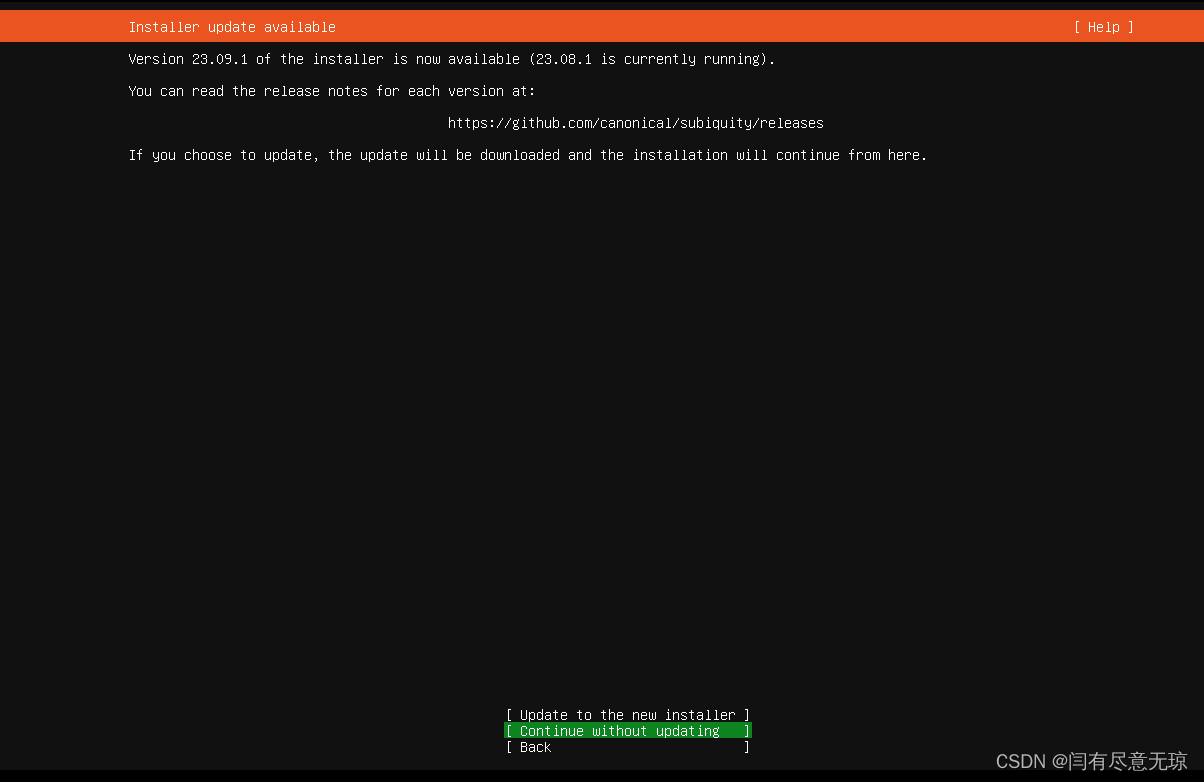 Installer update available [ Help ]
Version 23.09.1 of the installer is now available (23.08.1 is currently running).
You can read the release notes for each version at:
https://github.com/canonical/subiquity/releases
If you choose to update, the update will be downloaded and the installation will continue from here.
[ Update to the new installer ]
[ Continue without updating ]
[ Back ]
CSDN @闫有尽意无琼